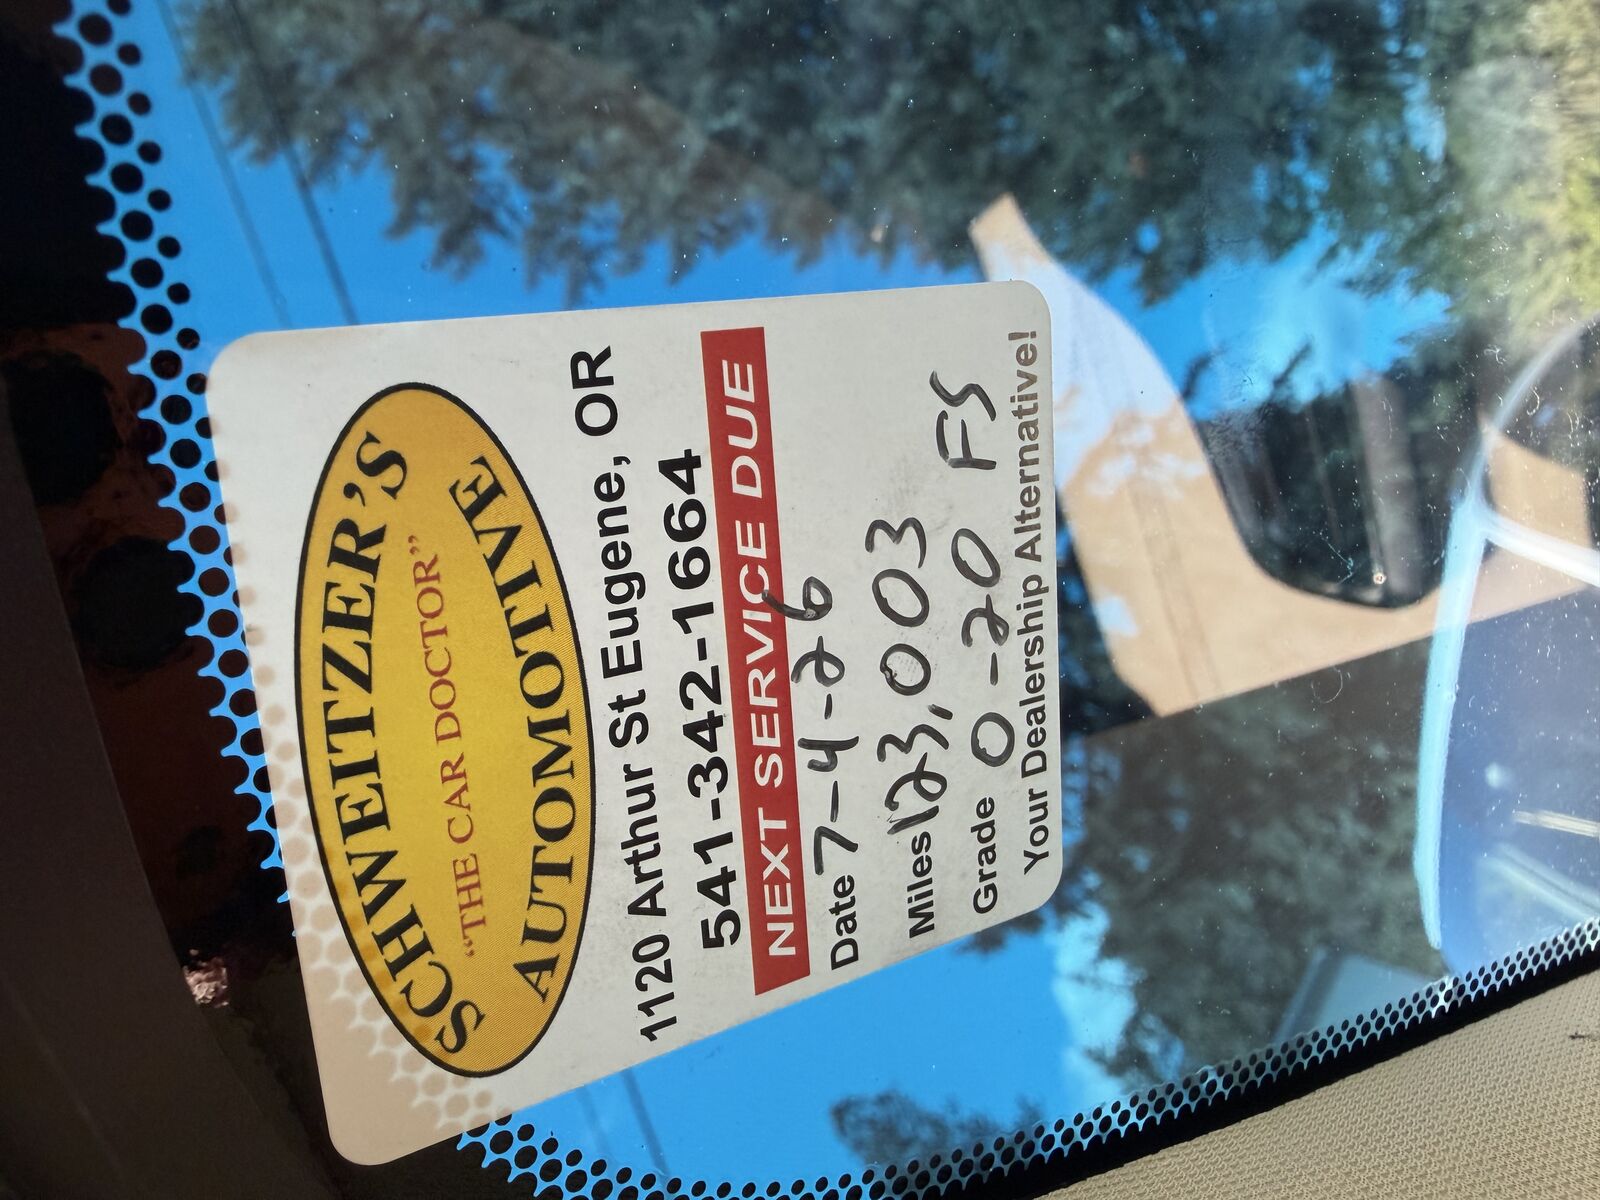 SCHWEITZER'S
"THE CAR DOCTOR"
AUTOMOTIVE
1120 Arthur St Eugene, OR
541-342-1664
NEXT SERVICE DUE
Date 7-4-26
Miles 123,003
Grade 0-20 FS
Your Dealership Alternative!